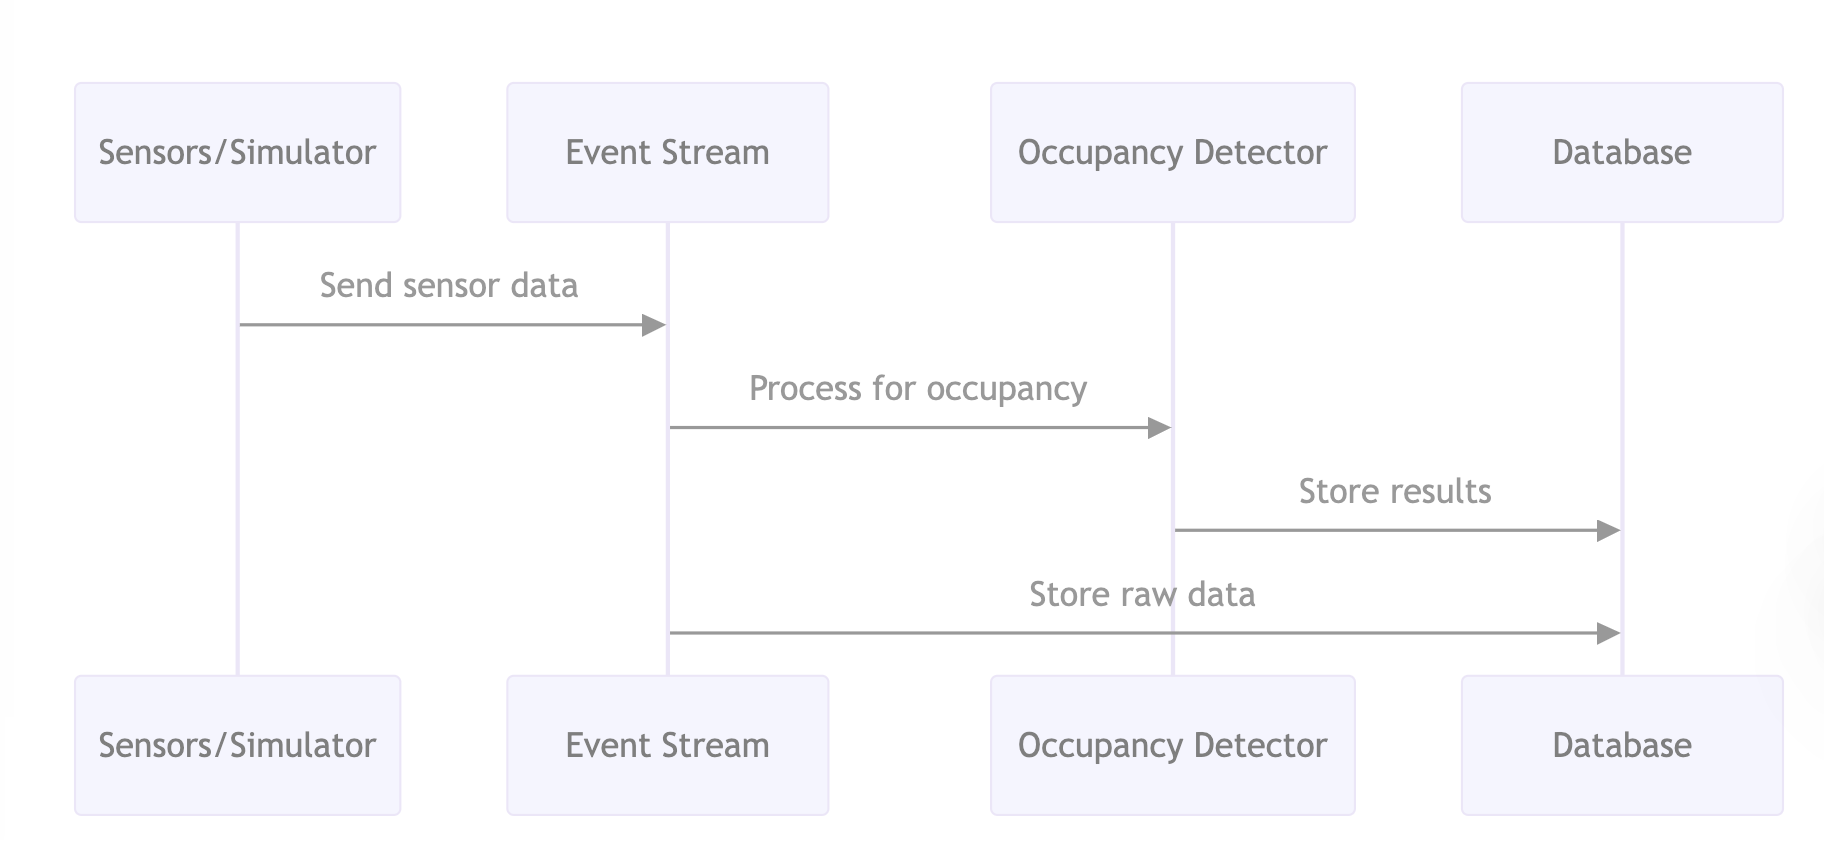 Sensors/Simulator
Event Stream
Occupancy Detector
Database
Send sensor data
Process for occupancy
Store results
Store raw data
Sensors/Simulator
Event Stream
Occupancy Detector
Database